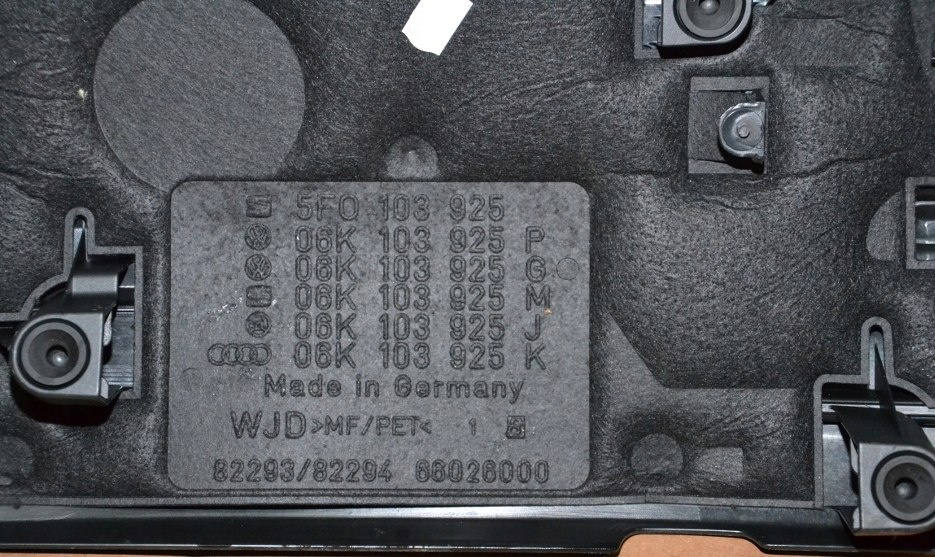 5F0 103 925
06K 103 925 P
06K 103 925 G
06K 103 925 M
06K 103 925 J
06K 103 925 K
Made in Germany
WJD >MF/PET< 1
82293/82294 66026000